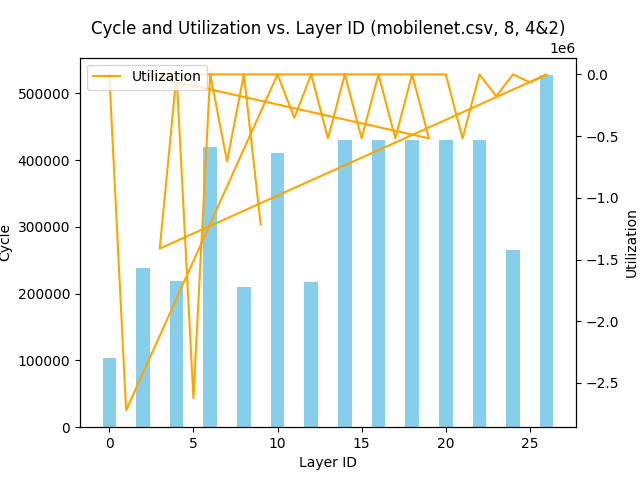 Cycle and Utilization vs. Layer ID (mobilenet.csv, 8, 4&2)
1e6
Utilization
500000
400000
300000
200000
100000
0
Cycle
0.0
−0.5
−1.0
−1.5
−2.0
−2.5
Utilization
0 5 10 15 20 25
Layer ID